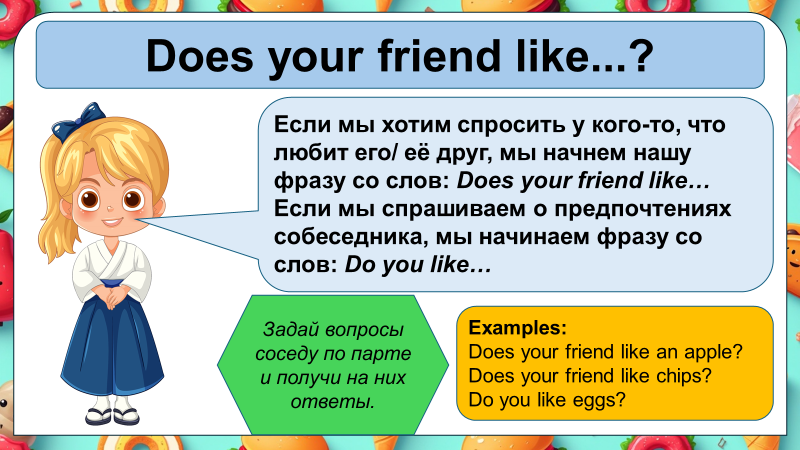 Does your friend like...?
Если мы хотим спросить у кого-то, что
любит его/ её друг, мы начнем нашу
фразу со слов: Does your friend like…
Если мы спрашиваем о предпочтениях
собеседника, мы начинаем фразу со
слов: Do you like…
Задай вопросы
соседу по парте
и получи на них
ответы.
Examples:
Does your friend like an apple?
Does your friend like chips?
Do you like eggs?